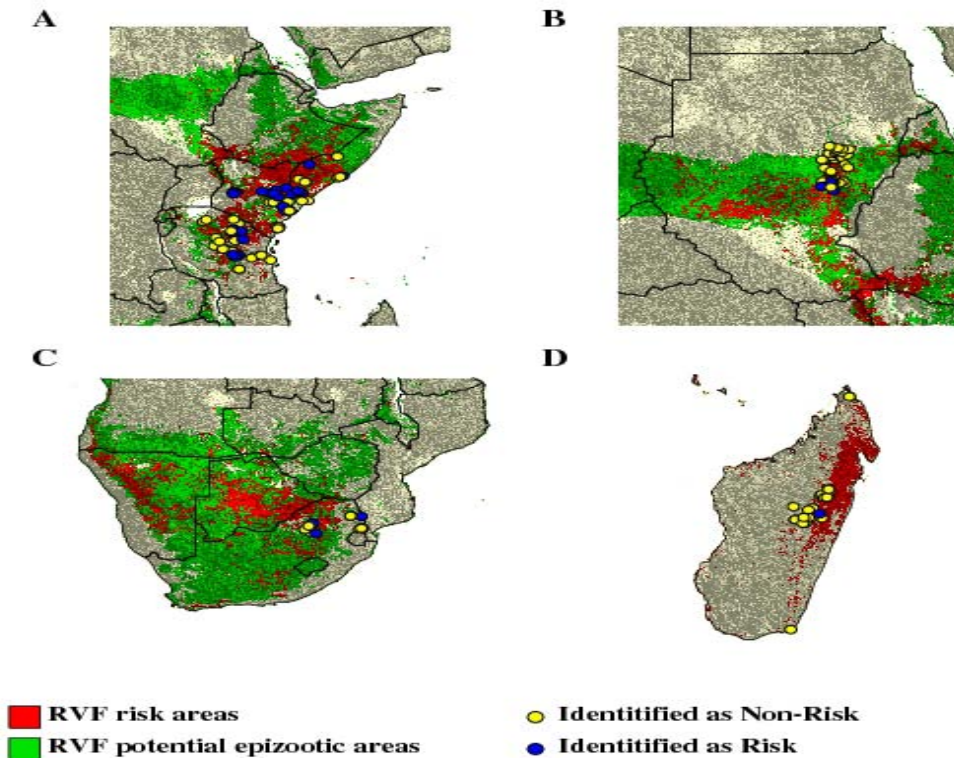 A
B
C
D
RVF risk areas
RVF potential epizootic areas
Identitified as Non-Risk
Identitified as Risk